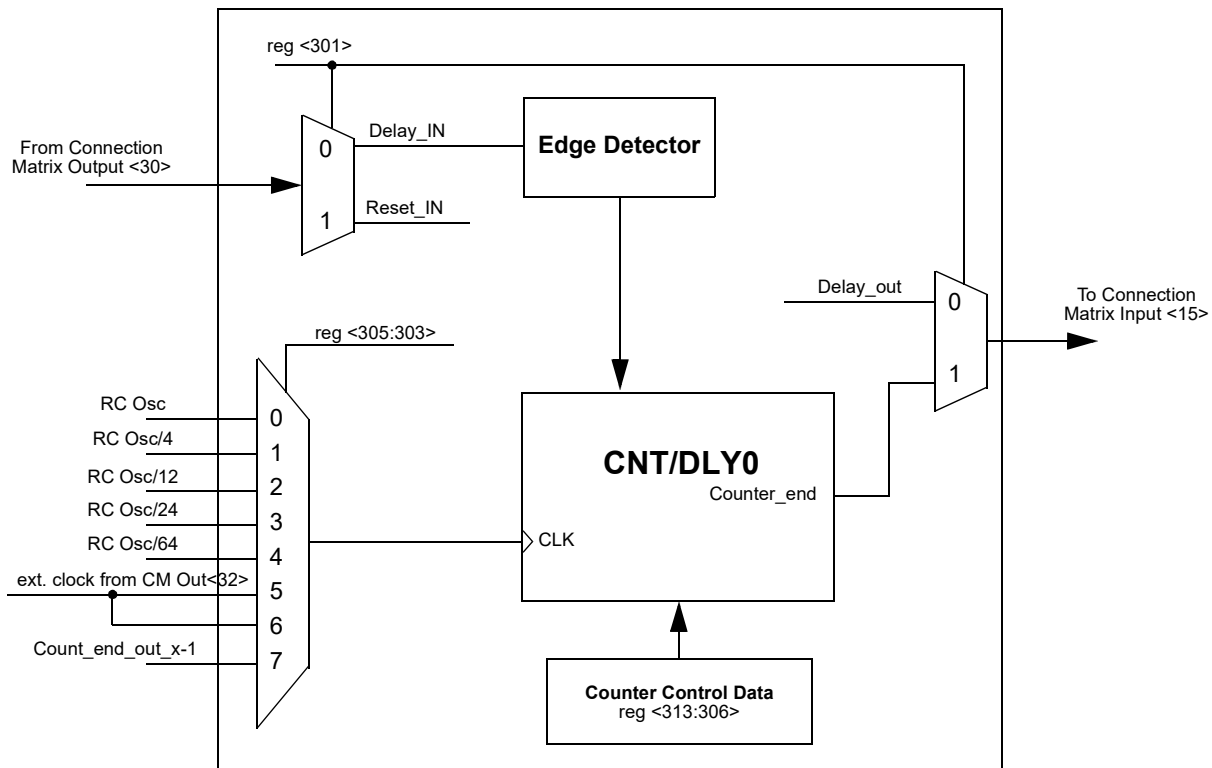 reg <301>
From Connection
Matrix Output <30>
0
1
Delay_IN
Reset_IN
Edge Detector
Delay_out
0
1
To Connection
Matrix Input <15>
reg <305:303>
RC Osc
RC Osc/4
RC Osc/12
RC Osc/24
RC Osc/64
ext. clock from CM Out<32>
Count_end_out_x-1
0
1
2
3
4
5
6
7
CNT/DLY0
Counter_end
CLK
Counter Control Data
reg <313:306>